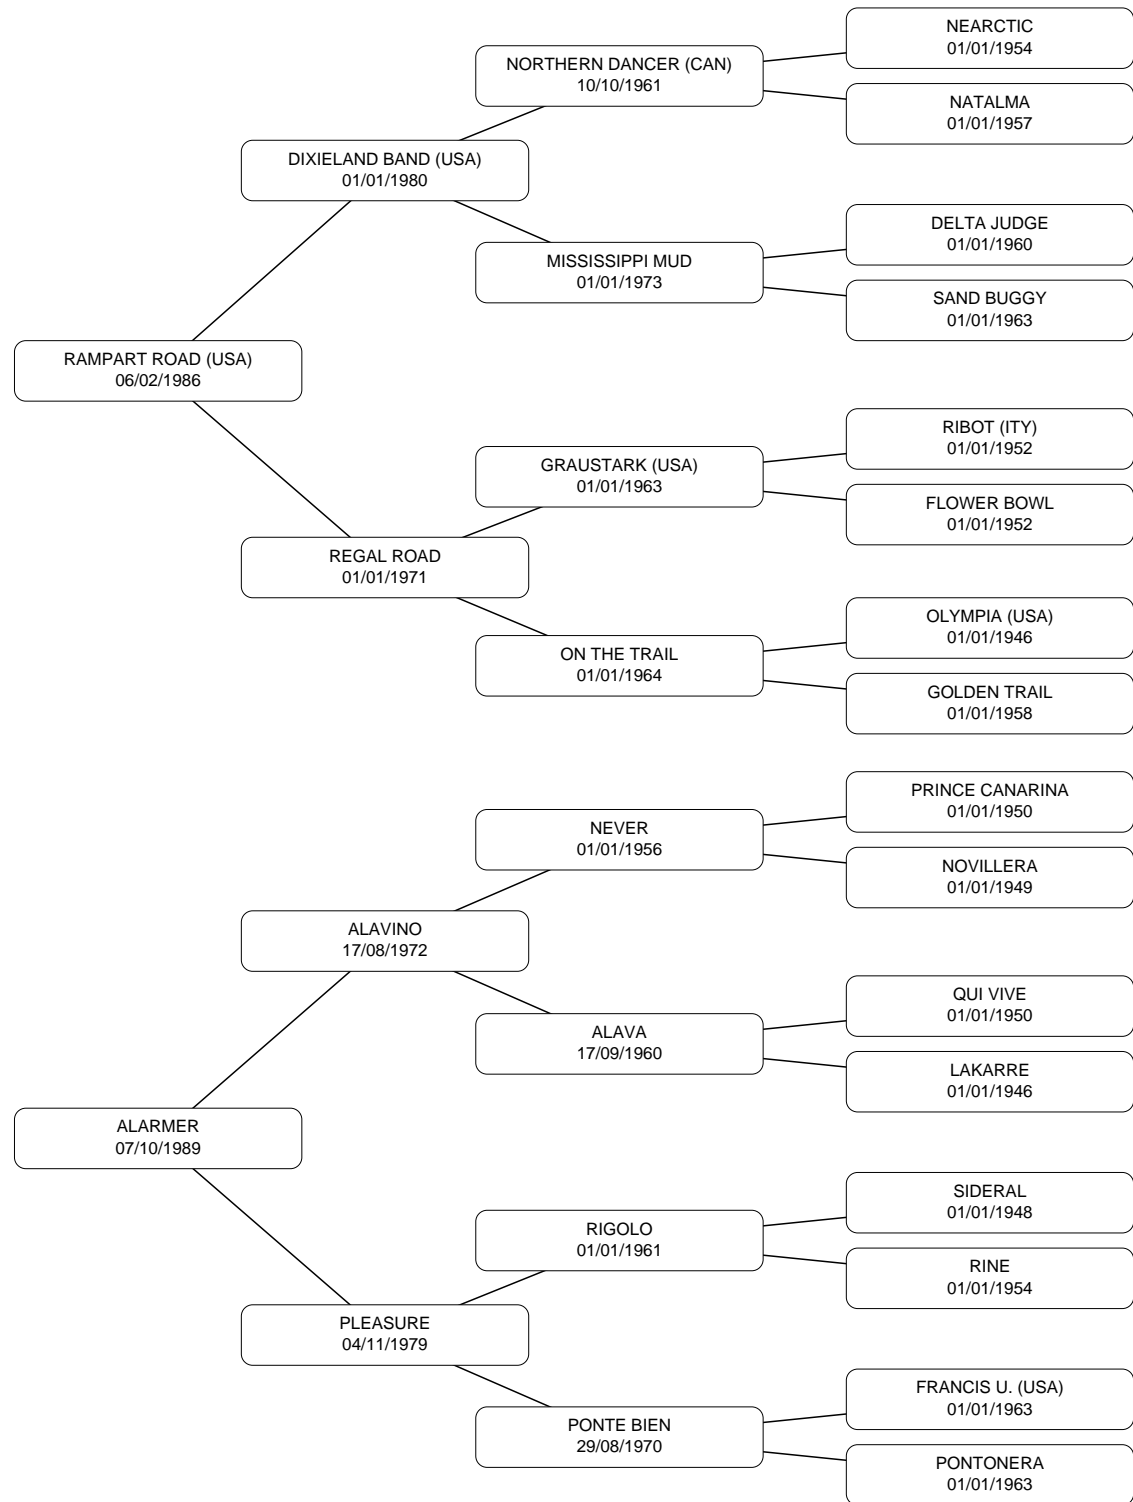 NEARCTIC
01/01/1954
NORTHERN DANCER (CAN)
10/10/1961
NATALMA
01/01/1957
DIXIELAND BAND (USA)
01/01/1980
DELTA JUDGE
01/01/1960
MISSISSIPPI MUD
01/01/1973
SAND BUGGY
01/01/1963
RAMPART ROAD (USA)
06/02/1986
RIBOT (ITY)
01/01/1952
GRAUSTARK (USA)
01/01/1963
FLOWER BOWL
01/01/1952
REGAL ROAD
01/01/1971
OLYMPIA (USA)
01/01/1946
ON THE TRAIL
01/01/1964
GOLDEN TRAIL
01/01/1958
PRINCE CANARINA
01/01/1950
NEVER
01/01/1956
NOVILLERA
01/01/1949
ALAVINO
17/08/1972
QUI VIVE
01/01/1950
ALAVA
17/09/1960
LAKARRE
01/01/1946
ALARMER
07/10/1989
SIDERAL
01/01/1948
RIGOLO
01/01/1961
RINE
01/01/1954
PLEASURE
04/11/1979
FRANCIS U. (USA)
01/01/1963
PONTE BIEN
29/08/1970
PONTONERA
01/01/1963